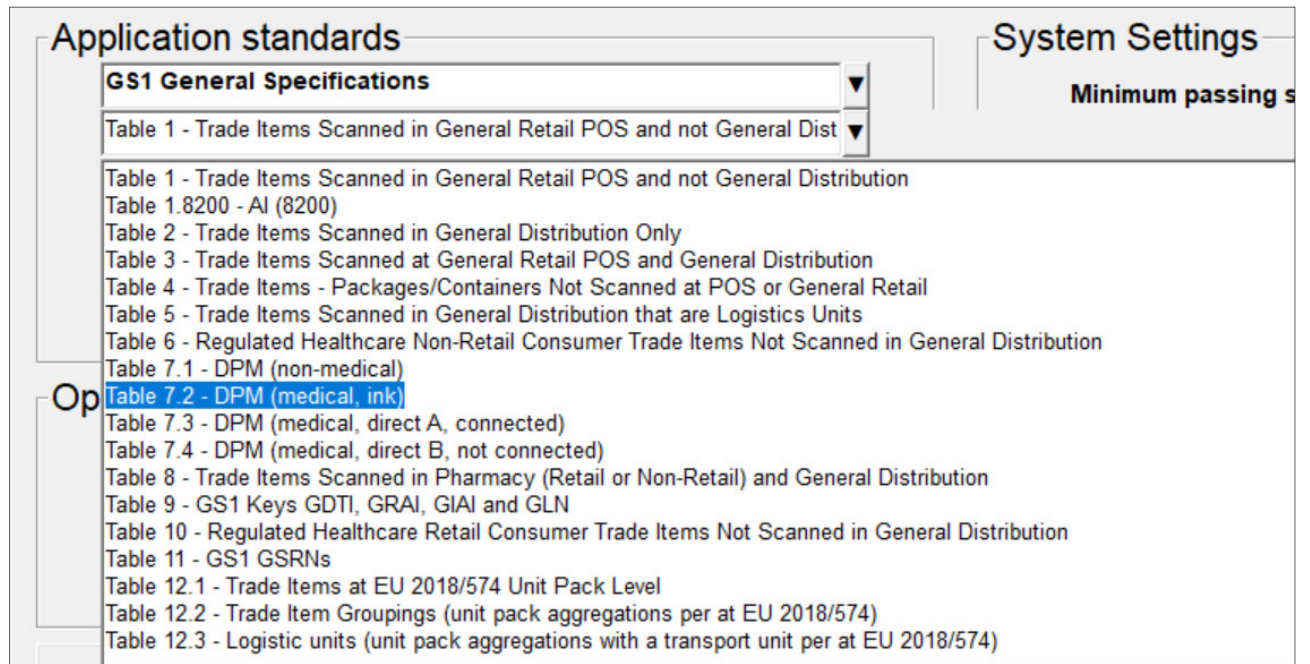 Application standards
System Settings
GS1 General Specifications
Minimum passing s
Table 1 - Trade Items Scanned in General Retail POS and not General Dist
Table 1 - Trade Items Scanned in General Retail POS and not General Distribution
Table 1.8200 - AI (8200)
Table 2 - Trade Items Scanned in General Distribution Only
Table 3 - Trade Items Scanned at General Retail POS and General Distribution
Table 4 - Trade Items - Packages/Containers Not Scanned at POS or General Retail
Table 5 - Trade Items Scanned in General Distribution that are Logistics Units
Table 6 - Regulated Healthcare Non-Retail Consumer Trade Items Not Scanned in General Distribution
Table 7.1 - DPM (non-medical)
Op
Table 7.2 - DPM (medical, ink)
Table 7.3 - DPM (medical, direct A, connected)
Table 7.4 - DPM (medical, direct B, not connected)
Table 8 - Trade Items Scanned in Pharmacy (Retail or Non-Retail) and General Distribution
Table 9 - GS1 Keys GDTI, GRAI, GIAI and GLN
Table 10 - Regulated Healthcare Retail Consumer Trade Items Not Scanned in General Distribution
Table 11 - GS1 GSRNs
Table 12.1 - Trade Items at EU 2018/574 Unit Pack Level
Table 12.2 - Trade Item Groupings (unit pack aggregations per at EU 2018/574)
Table 12.3 - Logistic units (unit pack aggregations with a transport unit per at EU 2018/574)